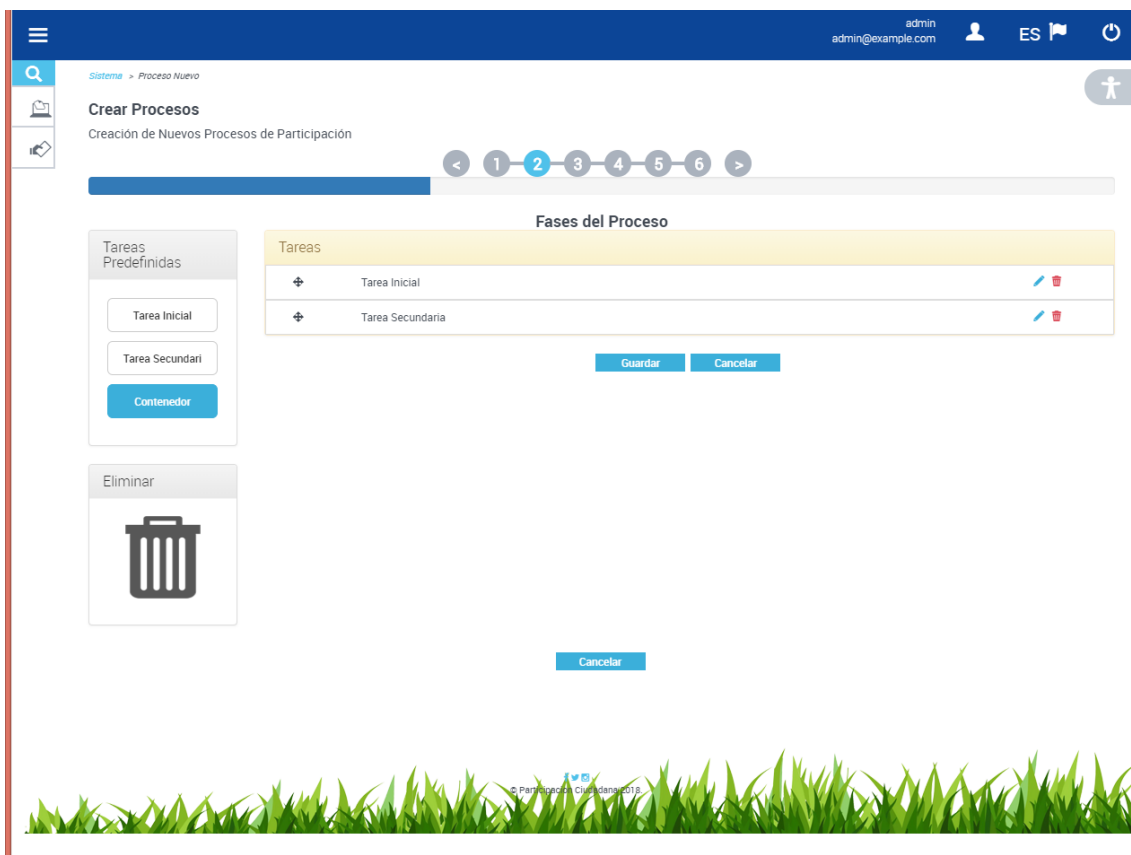 admin
admin@example.com
ES
Sistema > Proceso Nuevo
Crear Procesos
Creación de Nuevos Procesos de Participación
< 1 2 3 4 5 6 >
Fases del Proceso
Tareas
Predefinidas
Tarea Inicial
Tarea Secundari
Contenedor
Tareas
Tarea Inicial
Tarea Secundaria
Guardar Cancelar
Eliminar
Cancelar
© Participación Ciudadana 2018.